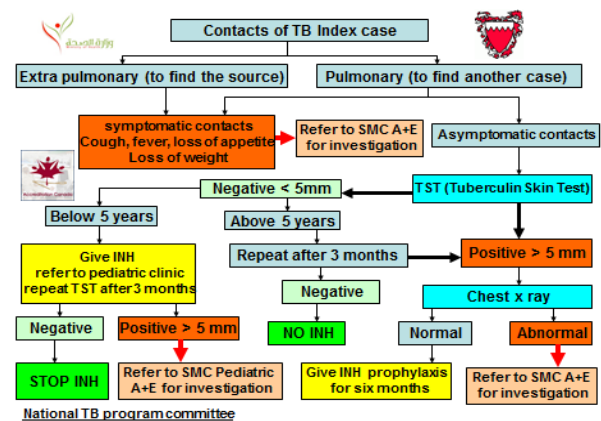 وزارة الصحة
Contacts of TB Index case
Extra pulmonary (to find the source)
Pulmonary (to find another case)
symptomatic contacts
Cough, fever, loss of appetite
Loss of weight
Refer to SMC A+E
for investigation
Asymptomatic contacts
Accreditation Canada
Negative < 5mm
TST (Tuberculin Skin Test)
Below 5 years
Above 5 years
Give INH
refer to pediatric clinic
repeat TST after 3 months
Repeat after 3 months
Positive > 5 mm
Negative
Chest x ray
Negative
Positive > 5 mm
NO INH
Normal
Abnormal
STOP INH
Refer to SMC Pediatric
A+E for investigation
Give INH prophylaxis
for six months
Refer to SMC A+E
for investigation
National TB program committee